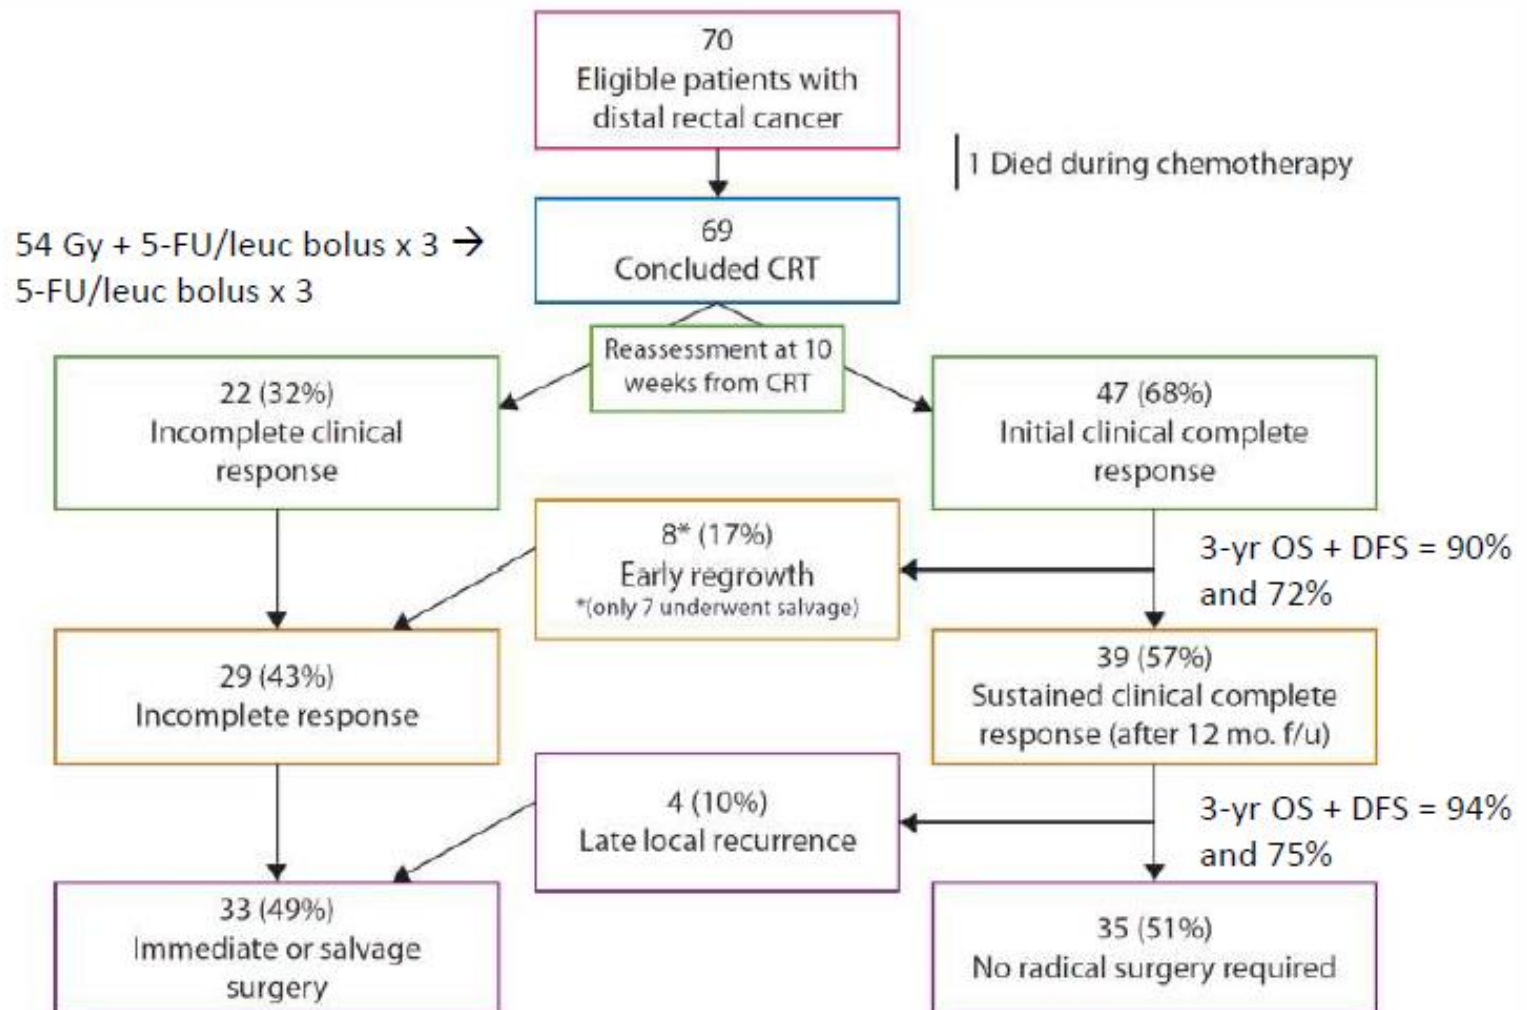 70
Eligible patients with
distal rectal cancer
1 Died during chemotherapy
69
Concluded CRT
54 Gy + 5-FU/leuc bolus x 3 →
5-FU/leuc bolus x 3
Reassessment at 10
weeks from CRT
22 (32%)
Incomplete clinical
response
47 (68%)
Initial clinical complete
response
8* (17%)
Early regrowth
*(only 7 underwent salvage)
3-yr OS + DFS = 90%
and 72%
29 (43%)
Incomplete response
39 (57%)
Sustained clinical complete
response (after 12 mo. f/u)
4 (10%)
Late local recurrence
3-yr OS + DFS = 94%
and 75%
33 (49%)
Immediate or salvage
surgery
35 (51%)
No radical surgery required